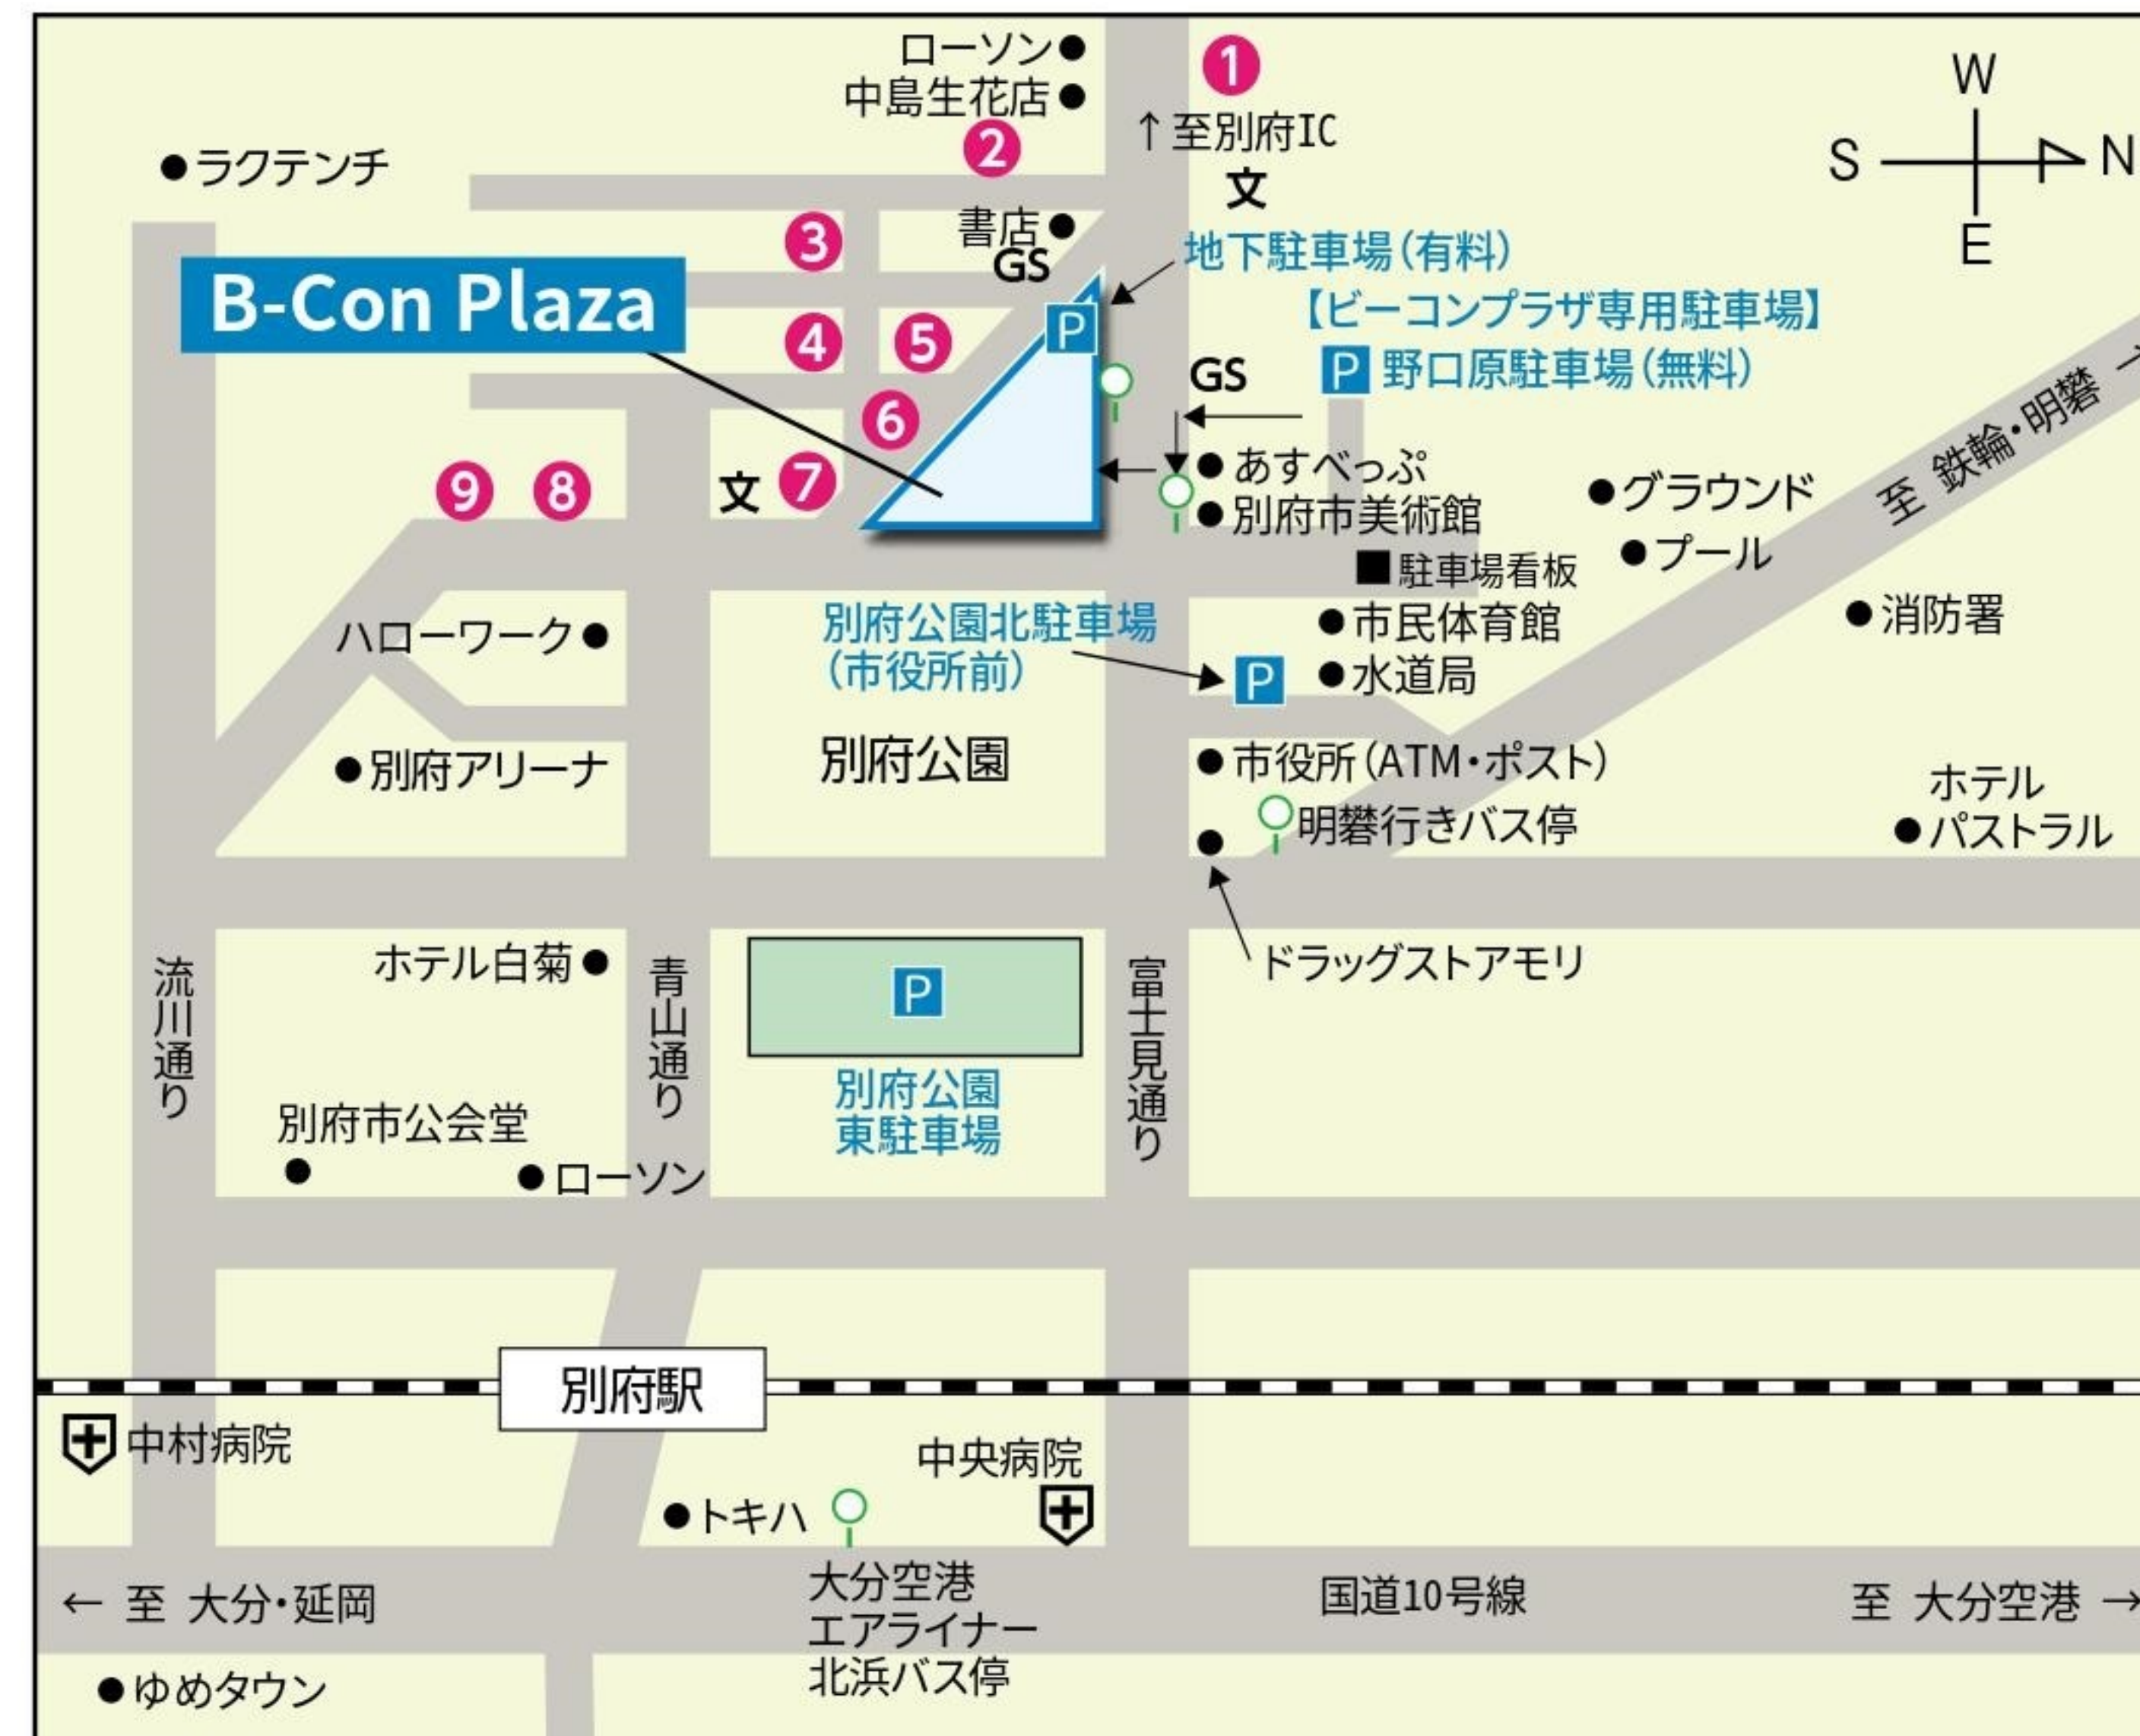 ローソン
中島生花店
1
↑至別府IC
2
文
W
S
N
E
ラクテンチ
書店
GS
3
地下駐車場(有料)
B-Con Plaza
P
【ビーコンプラザ専用駐車場】
P 野口原駐車場(無料)
GS
4
5
6
7
文
8
9
あすべっぷ
別府市美術館
グラウンド
プール
至 鉄輪・明礬 →
■駐車場看板
消防署
ハローワーク
別府公園北駐車場
(市役所前)
P
市民体育館
水道局
別府アリーナ
別府公園
市役所(ATM・ポスト)
明礬行きバス停
ホテル
パストラル
ドラッグストアモリ
ホテル白菊
流川通り
青山通り
富士見通り
P
別府公園
東駐車場
別府市公会堂
ローソン
別府駅
中村病院
中央病院
トキハ
大分空港
エアライナー
北浜バス停
← 至 大分・延岡
国道10号線
至 大分空港 →
ゆめタウン